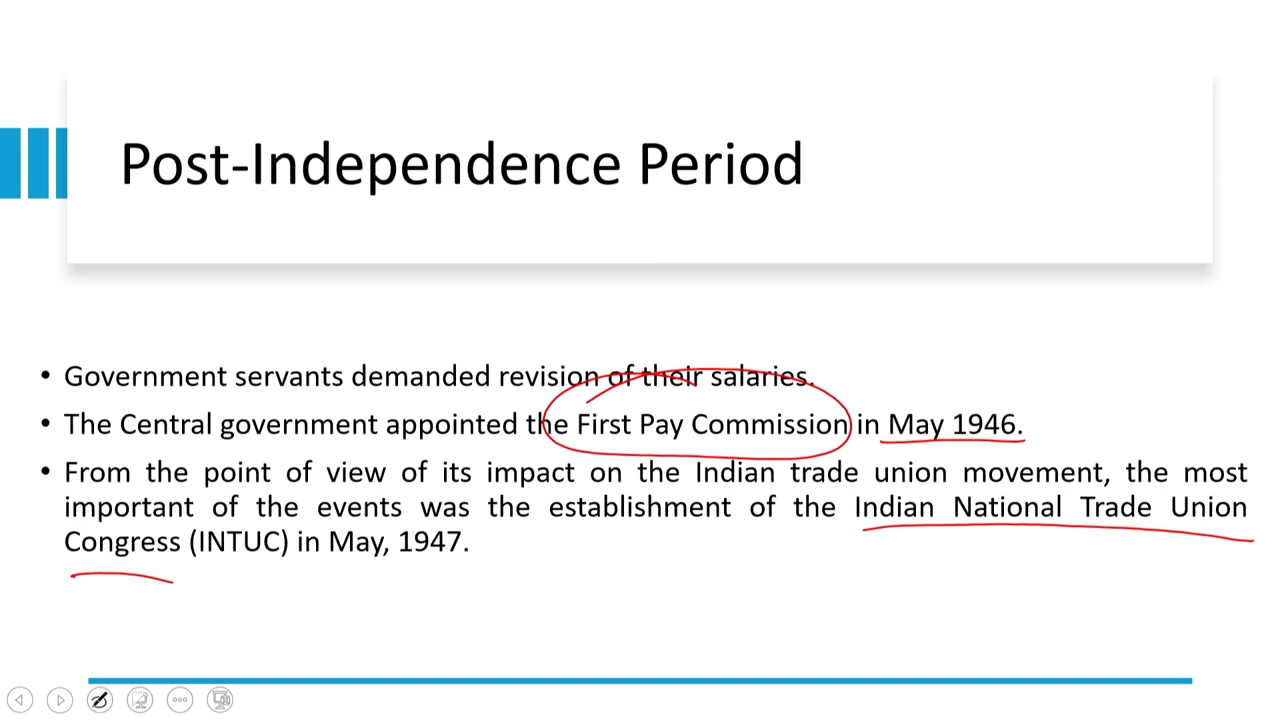 Post-Independence Period
• Government servants demanded revision of their salaries.
• The Central government appointed the First Pay Commission in May 1946.
• From the point of view of its impact on the Indian trade union movement, the most
important of the events was the establishment of the Indian National Trade Union
Congress (INTUC) in May, 1947.